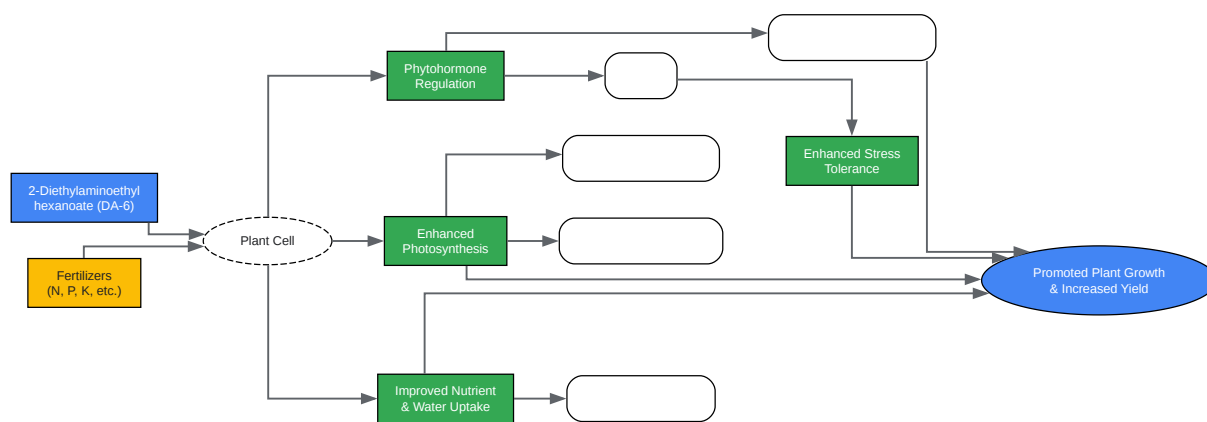 Phytohormone
Regulation
Enhanced Stress
Tolerance
2-Diethylaminoethyl
hexanoate (DA-6)
Plant Cell
Enhanced
Photosynthesis
Fertilizers
(N, P, K, etc.)
Promoted Plant Growth
& Increased Yield
Improved Nutrient
& Water Uptake